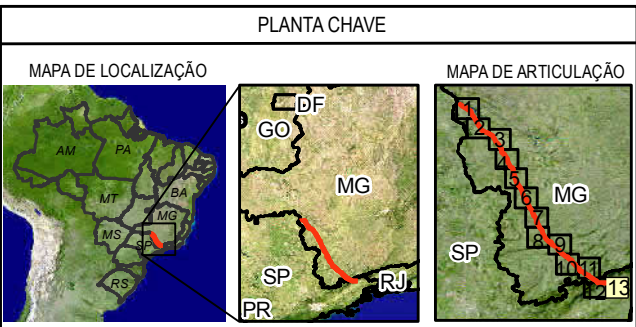 PLANTA CHAVE
MAPA DE LOCALIZAÇÃO
AM
PA
MT
BA
MG
MS
SP
RS
DF
GO
MG
SP
RJ
PR
MAPA DE ARTICULAÇÃO
1
2
3
4
5
6
7
8
9
10
11
12
13
MG
SP